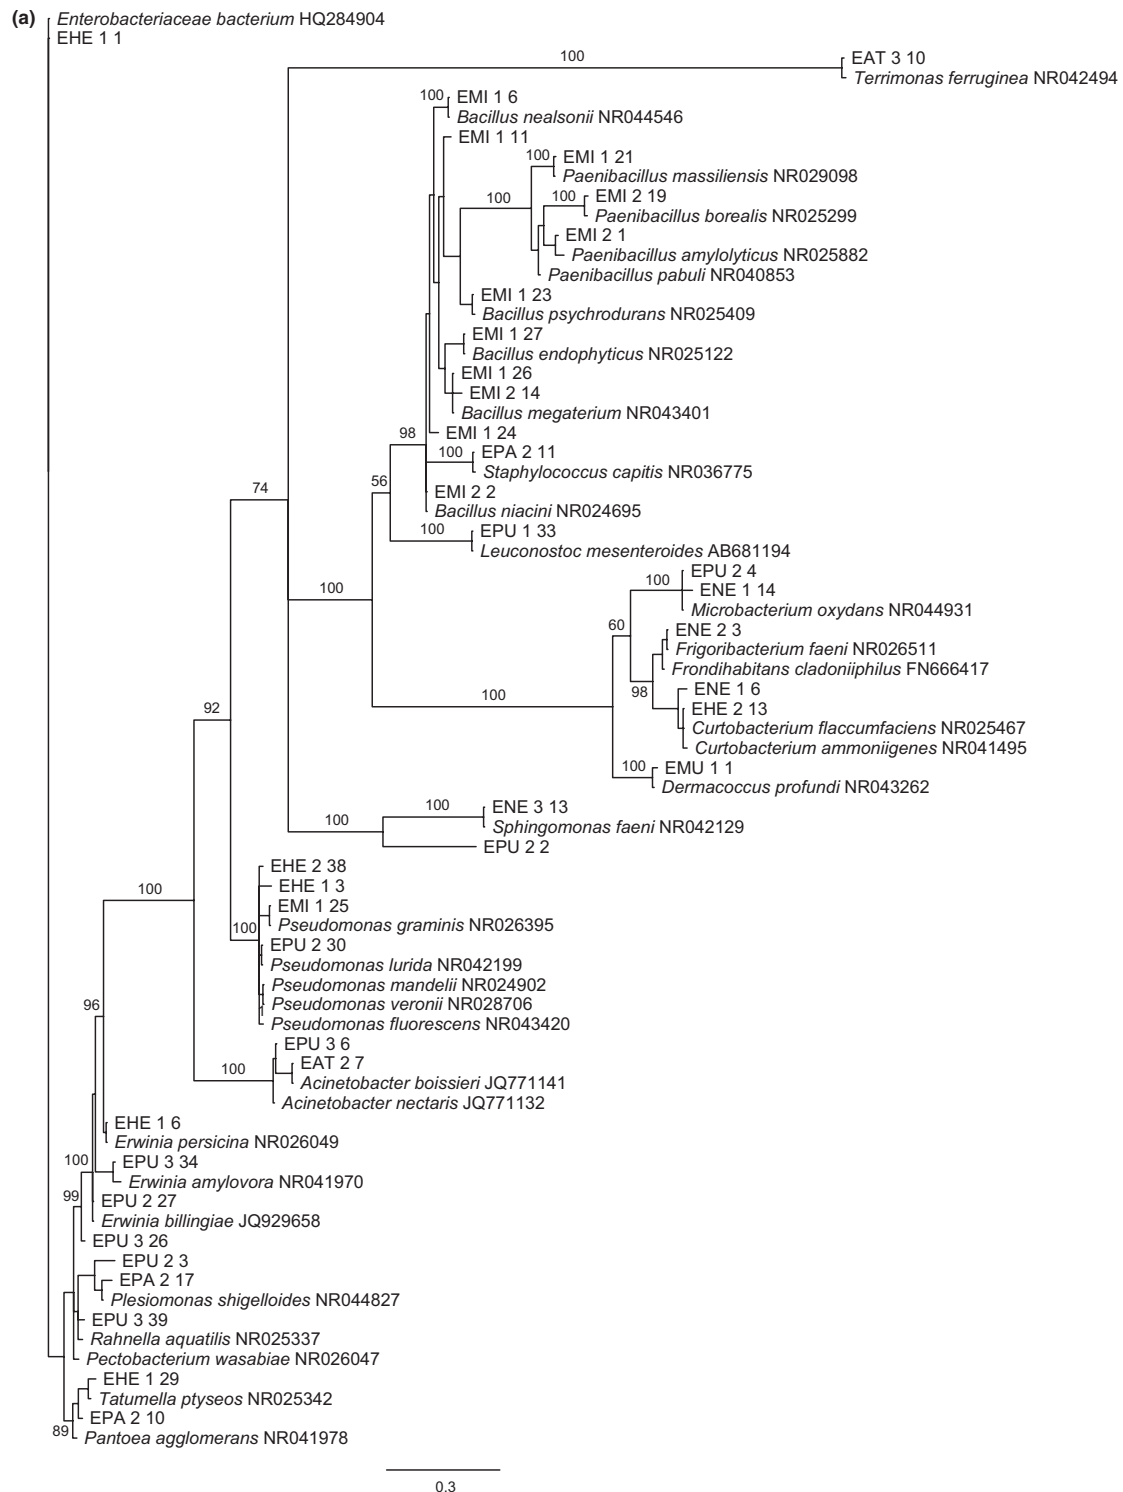 (a)
Enterobacteriaceae bacterium HQ284904
EHE 1 1
100
EAT 3 10
Terrimonas ferruginea NR042494
100
EMI 1 6
Bacillus nealsonii NR044546
EMI 1 11
100
EMI 1 21
Paenibacillus massiliensis NR029098
100
100
EMI 2 19
Paenibacillus borealis NR025299
EMI 2 1
Paenibacillus amylolyticus NR025882
Paenibacillus pabuli NR040853
EMI 1 23
Bacillus psychrodurans NR025409
EMI 1 27
Bacillus endophyticus NR025122
EMI 1 26
EMI 2 14
Bacillus megaterium NR043401
98
EMI 1 24
100
EPA 2 11
Staphylococcus capitis NR036775
56
74
EMI 2 2
Bacillus niacini NR024695
100
EPU 1 33
Leuconostoc mesenteroides AB681194
100
100
EPU 2 4
ENE 1 14
Microbacterium oxydans NR044931
60
ENE 2 3
Frigoribacterium faeni NR026511
Frondihabitans cladoniiphilus FN666417
100
98
ENE 1 6
EHE 2 13
Curtobacterium flaccumfaciens NR025467
Curtobacterium ammoniigenes NR041495
92
100
EMU 1 1
Dermacoccus profundi NR043262
100
100
ENE 3 13
Sphingomonas faeni NR042129
EPU 2 2
EHE 2 38
100
EHE 1 3
EMI 1 25
Pseudomonas graminis NR026395
100
EPU 2 30
Pseudomonas lurida NR042199
Pseudomonas mandelii NR024902
Pseudomonas veronii NR028706
Pseudomonas fluorescens NR043420
96
EPU 3 6
100
EAT 2 7
Acinetobacter boissieri JQ771141
Acinetobacter nectaris JQ771132
EHE 1 6
Erwinia persicina NR026049
100
EPU 3 34
Erwinia amylovora NR041970
99
EPU 2 27
Erwinia billingiae JQ929658
EPU 3 26
EPU 2 3
EPA 2 17
Plesiomonas shigelloides NR044827
EPU 3 39
Rahnella aquatilis NR025337
Pectobacterium wasabiae NR026047
EHE 1 29
Tatumella ptyseos NR025342
EPA 2 10
89
Pantoea agglomerans NR041978
0.3